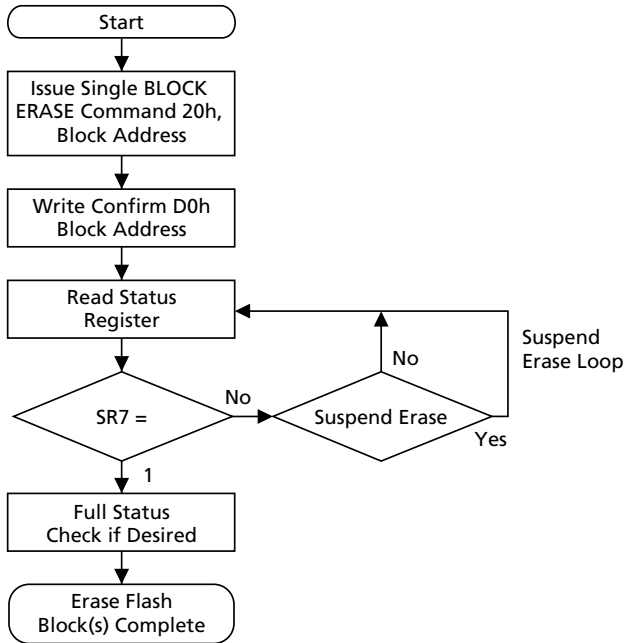 Start
Issue Single BLOCK
ERASE Command 20h,
Block Address
Write Confirm D0h
Block Address
Read Status
Register
Suspend
Erase Loop
No
No
SR7 =
Suspend Erase
Yes
1
Full Status
Check if Desired
Erase Flash
Block(s) Complete